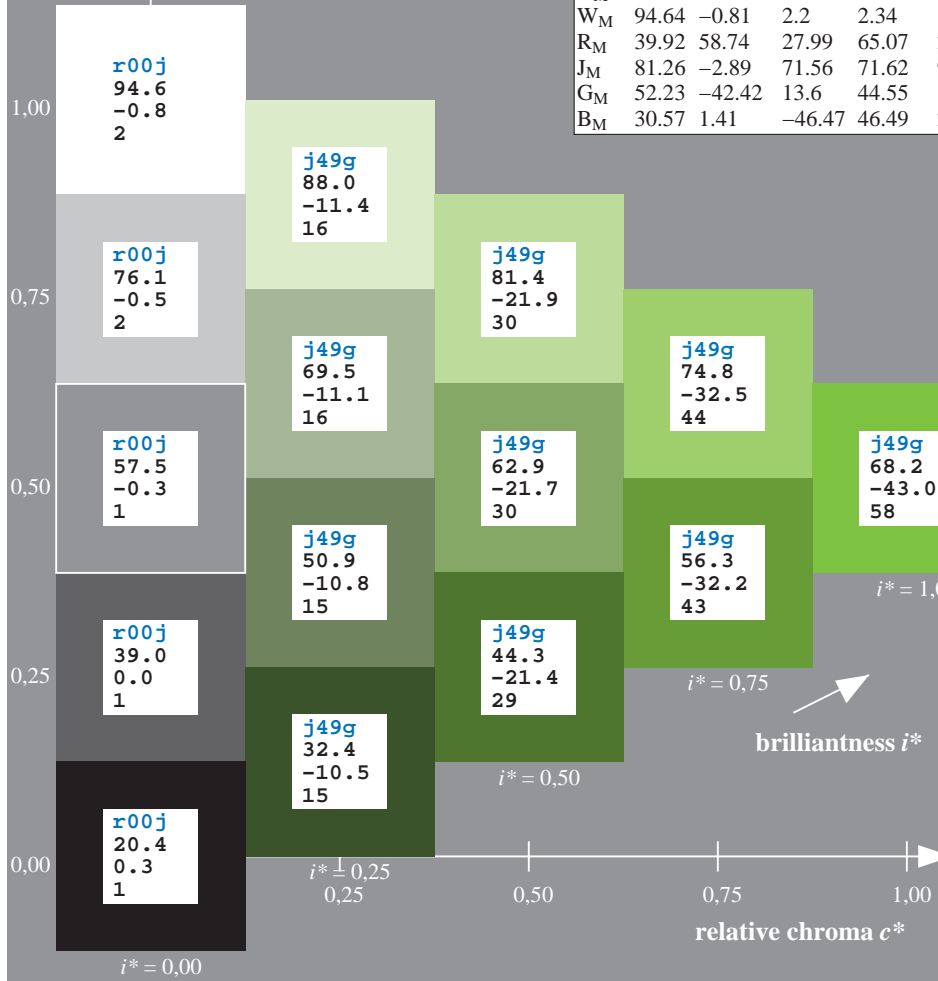 W_M 94.64 −0.81 2.2 2.34
R_M 39.92 58.74 27.99 65.07
J_M 81.26 −2.89 71.56 71.62
G_M 52.23 −42.42 13.6 44.55
B_M 30.57 1.41 −46.47 46.49
1,00
0,75
0,50
0,25
0,00
r00j
94.6
-0.8
2
r00j
76.1
-0.5
2
r00j
57.5
-0.3
1
r00j
39.0
0.0
1
r00j
20.4
0.3
1
i* = 0,00
j49g
88.0
-11.4
16
j49g
69.5
-11.1
16
j49g
50.9
-10.8
15
j49g
32.4
-10.5
15
i* = 0,25
j49g
81.4
-21.9
30
j49g
62.9
-21.7
30
j49g
44.3
-21.4
29
i* = 0,50
j49g
74.8
-32.5
44
j49g
56.3
-32.2
43
i* = 0,75
j49g
68.2
-43.0
58
i* = 1,0
brilliantness i*
0,25 0,50 0,75 1,00
relative chroma c*